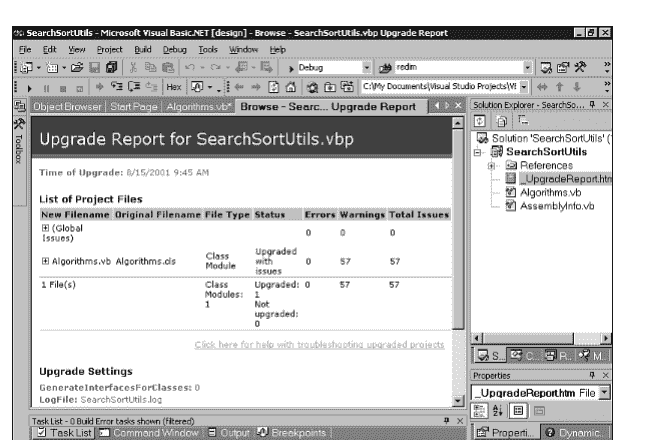 SearchSortUtils - Microsoft Visual Basic.NET [design] - Browse - SearchSortUtils.vbp Upgrade Report
File Edit View Project Build Debug Tools Window Help
Debug redim
Hex C:\My Documents\Visual Studio Projects\VE
Object Browser Start Page Algorithms.vb* Browse - Searc... Upgrade Report
Toolbox
Upgrade Report for SearchSortUtils.vbp
Time of Upgrade: 8/15/2001 9:45 AM
List of Project Files
New Filename Original Filename File Type Status Errors Warnings Total Issues
(Global Issues) 0 0 0
Algorithms.vb Algorithms.cls Class Module Upgraded with issues 0 57 57
1 File(s) Class Modules: 1 Upgraded: 1 Not upgraded: 0 0 57 57
Click here for help with troubleshooting upgraded projects
Upgrade Settings
GenerateInterfacesForClasses: 0
LogFile: SearchSortUtils.log
Task List - 0 Build Error tasks shown (filtered)
Task List Command Window Output Breakpoints
Solution Explorer - SearchSo...
Solution 'SearchSortUtils' (
SearchSortUtils
References
_UpgradeReport.htm
Algorithms.vb
AssemblyInfo.vb
S... C... R... M...
Properties
_UpgradeReport.htm File
Properti... Dynamic...